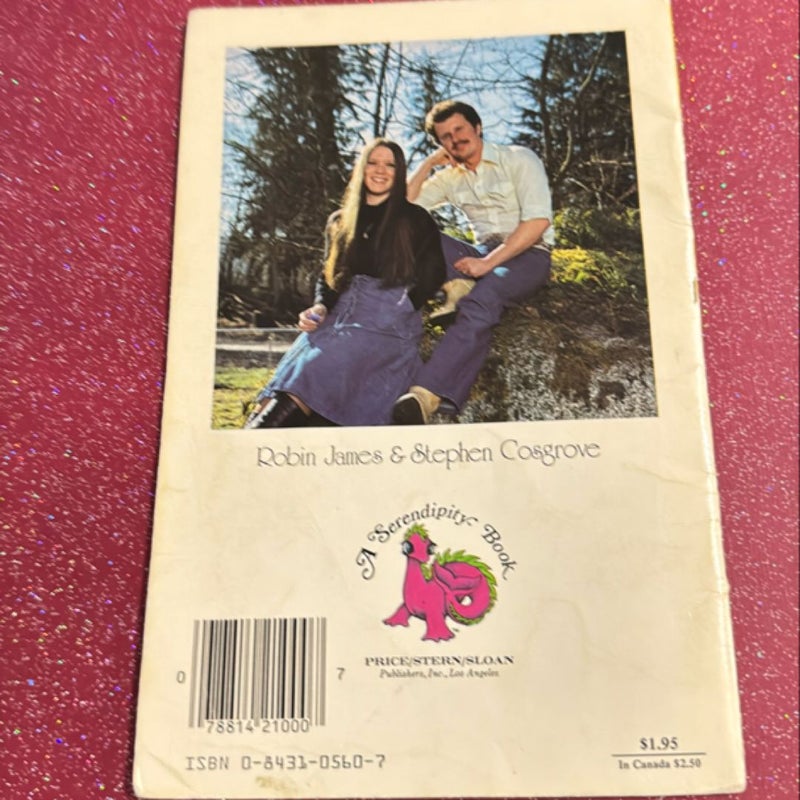 Robin James & Stephen Cosgrove
A Serendipity Book
PRICE/STERN/SLOAN
Publishers, Inc., Los Angeles
0 78814 21000 7
ISBN 0-8431-0560-7
$1.95
In Canada $2.50